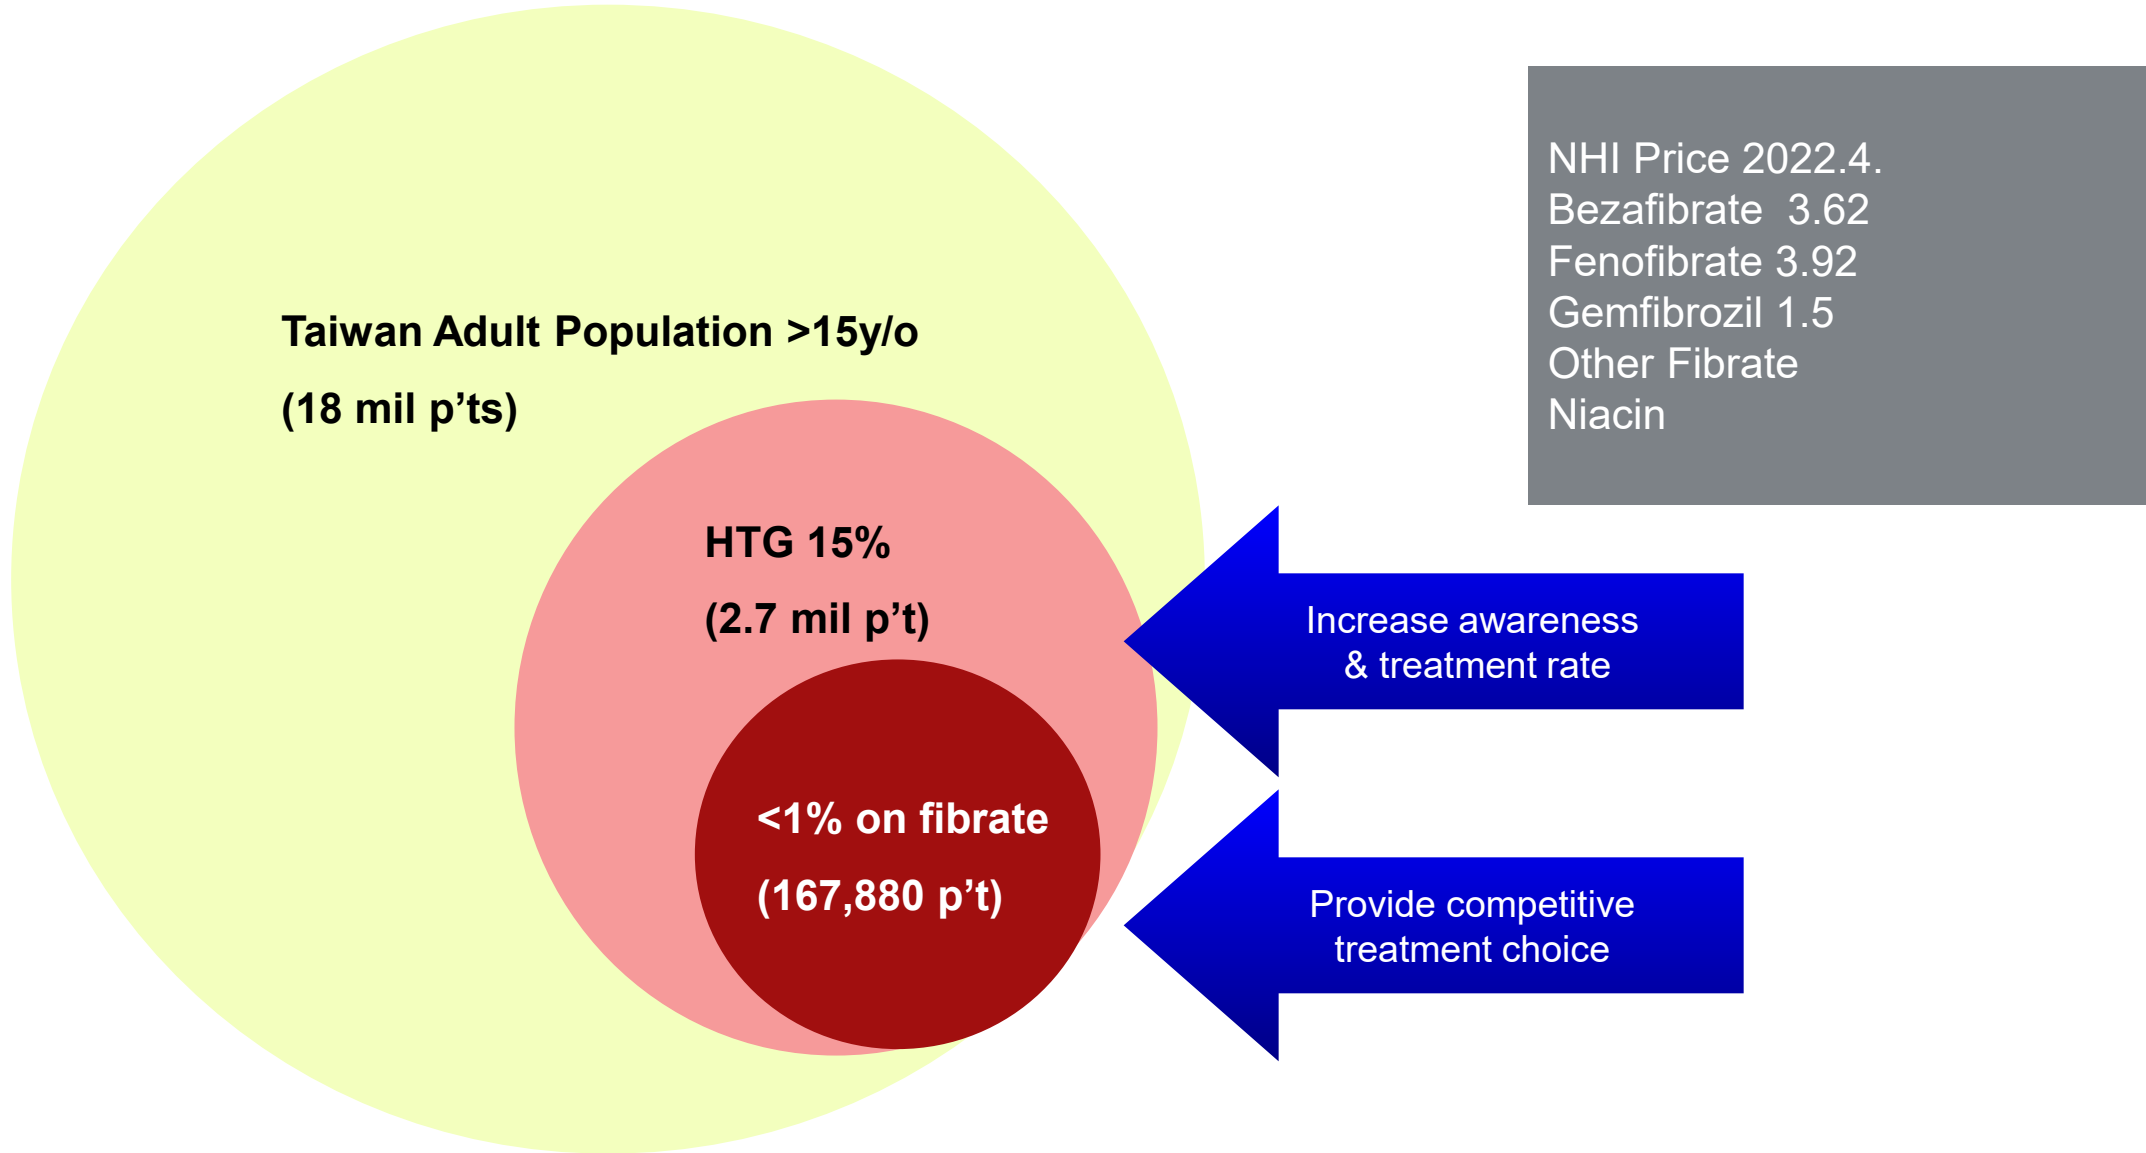 Taiwan Adult Population >15y/o
(18 mil p’ts)
HTG 15%
(2.7 mil p’t)
<1% on fibrate
(167,880 p’t)
NHI Price 2022.4.
Bezafibrate  3.62
Fenofibrate 3.92
Gemfibrozil 1.5
Other Fibrate
Niacin
Increase awareness
& treatment rate
Provide competitive
treatment choice